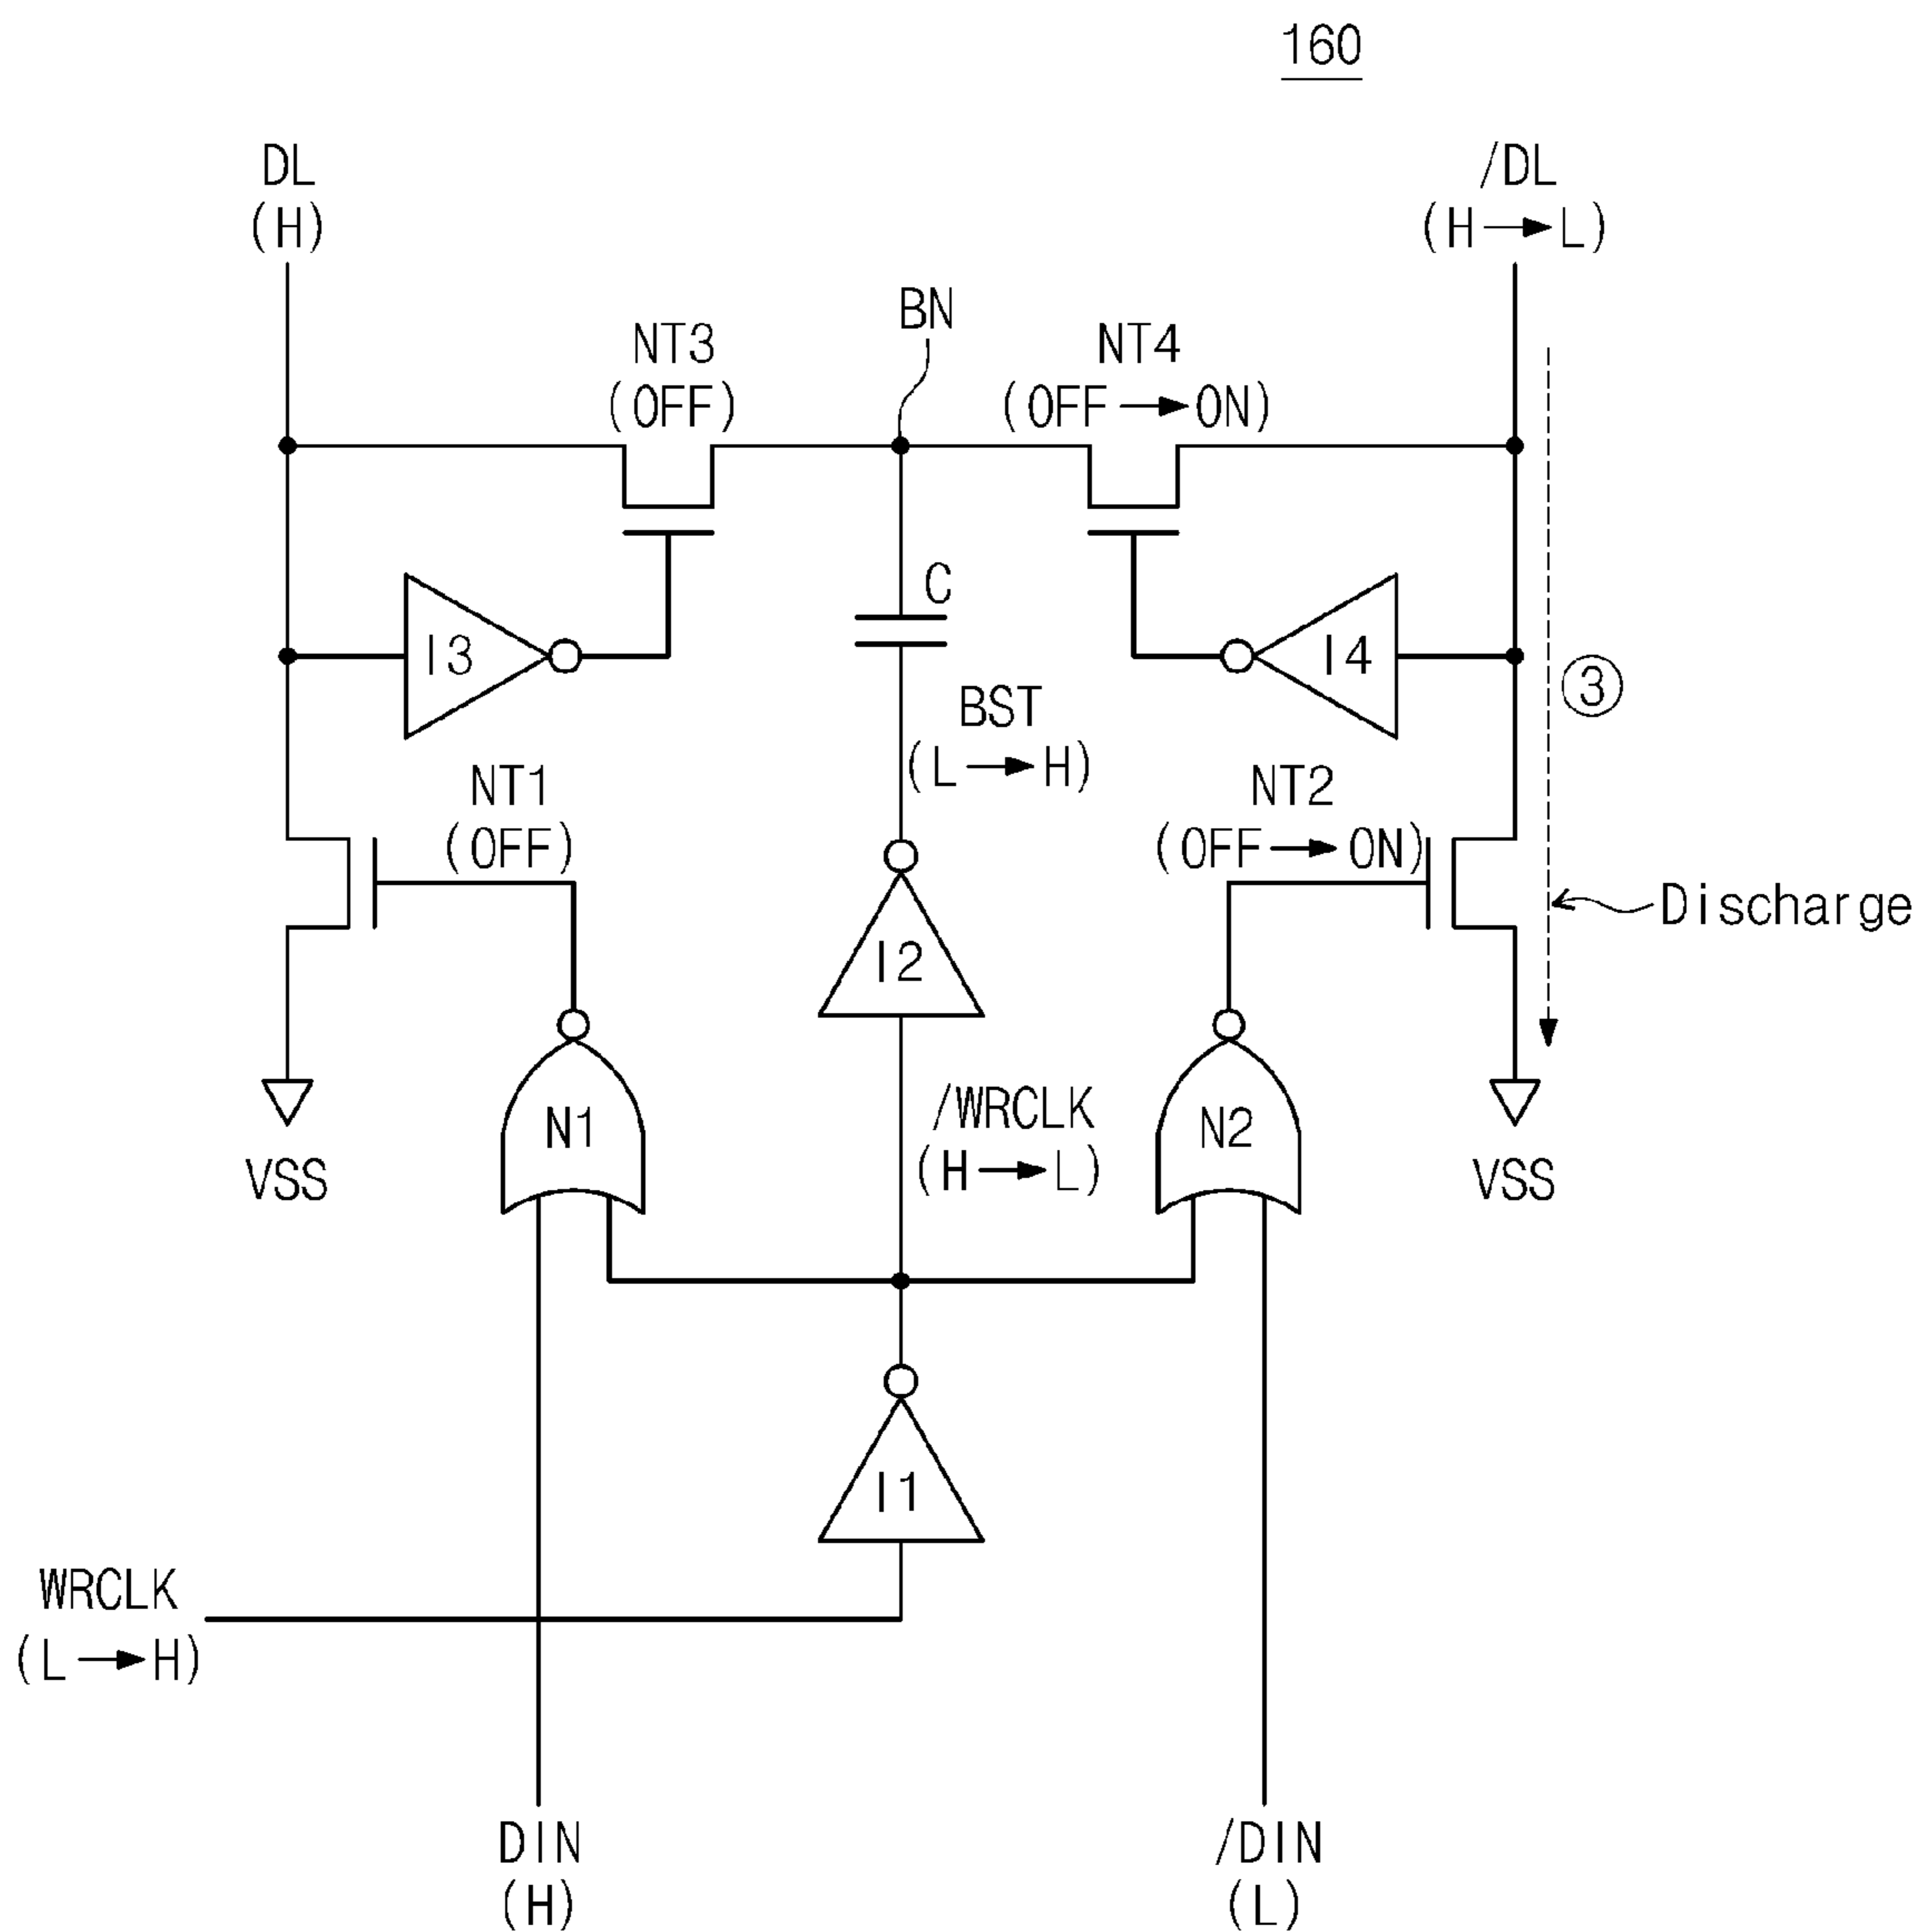 160
DL
(H)
/DL
(H→L)
BN
NT3
(OFF)
NT4
(OFF→ON)
C
I3
I4
③
BST
(L→H)
NT1
(OFF)
NT2
(OFF→ON)
Discharge
I2
/WRCLK
(H→L)
N1
N2
VSS
VSS
I1
WRCLK
(L→H)
DIN
(H)
/DIN
(L)